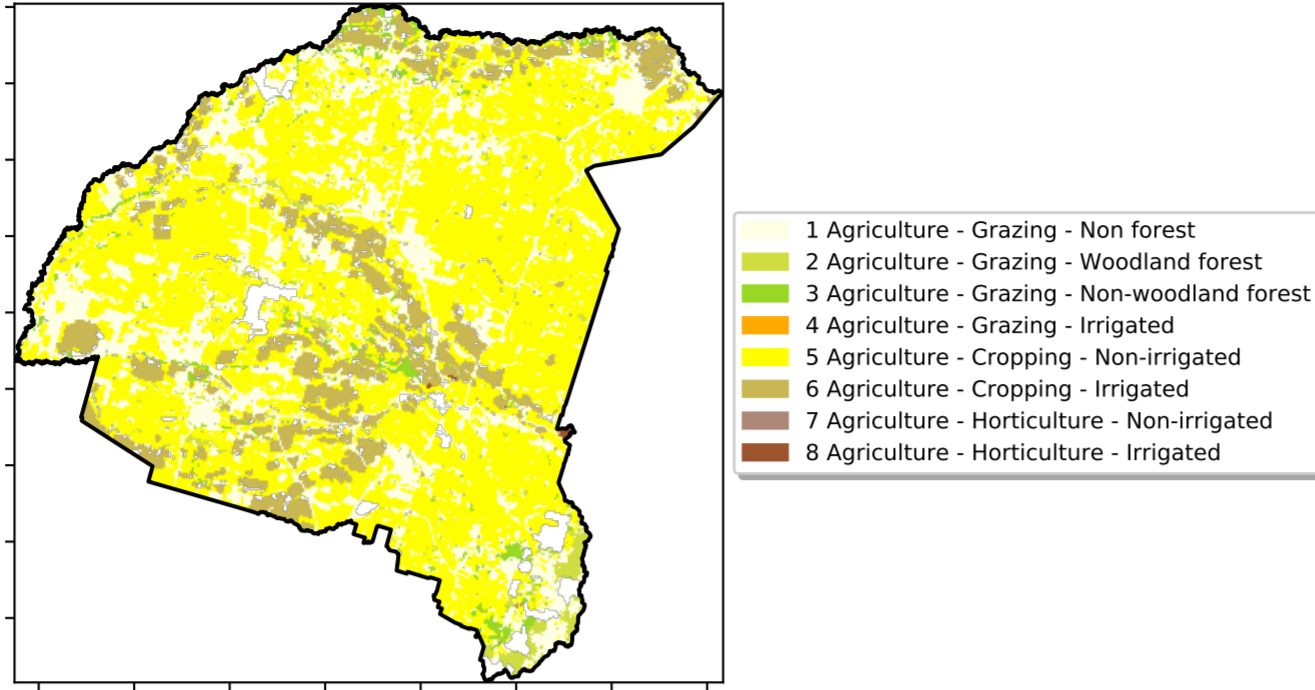 1 Agriculture - Grazing - Non forest
2 Agriculture - Grazing - Woodland forest
3 Agriculture - Grazing - Non-woodland forest
4 Agriculture - Grazing - Irrigated
5 Agriculture - Cropping - Non-irrigated
6 Agriculture - Cropping - Irrigated
7 Agriculture - Horticulture - Non-irrigated
8 Agriculture - Horticulture - Irrigated